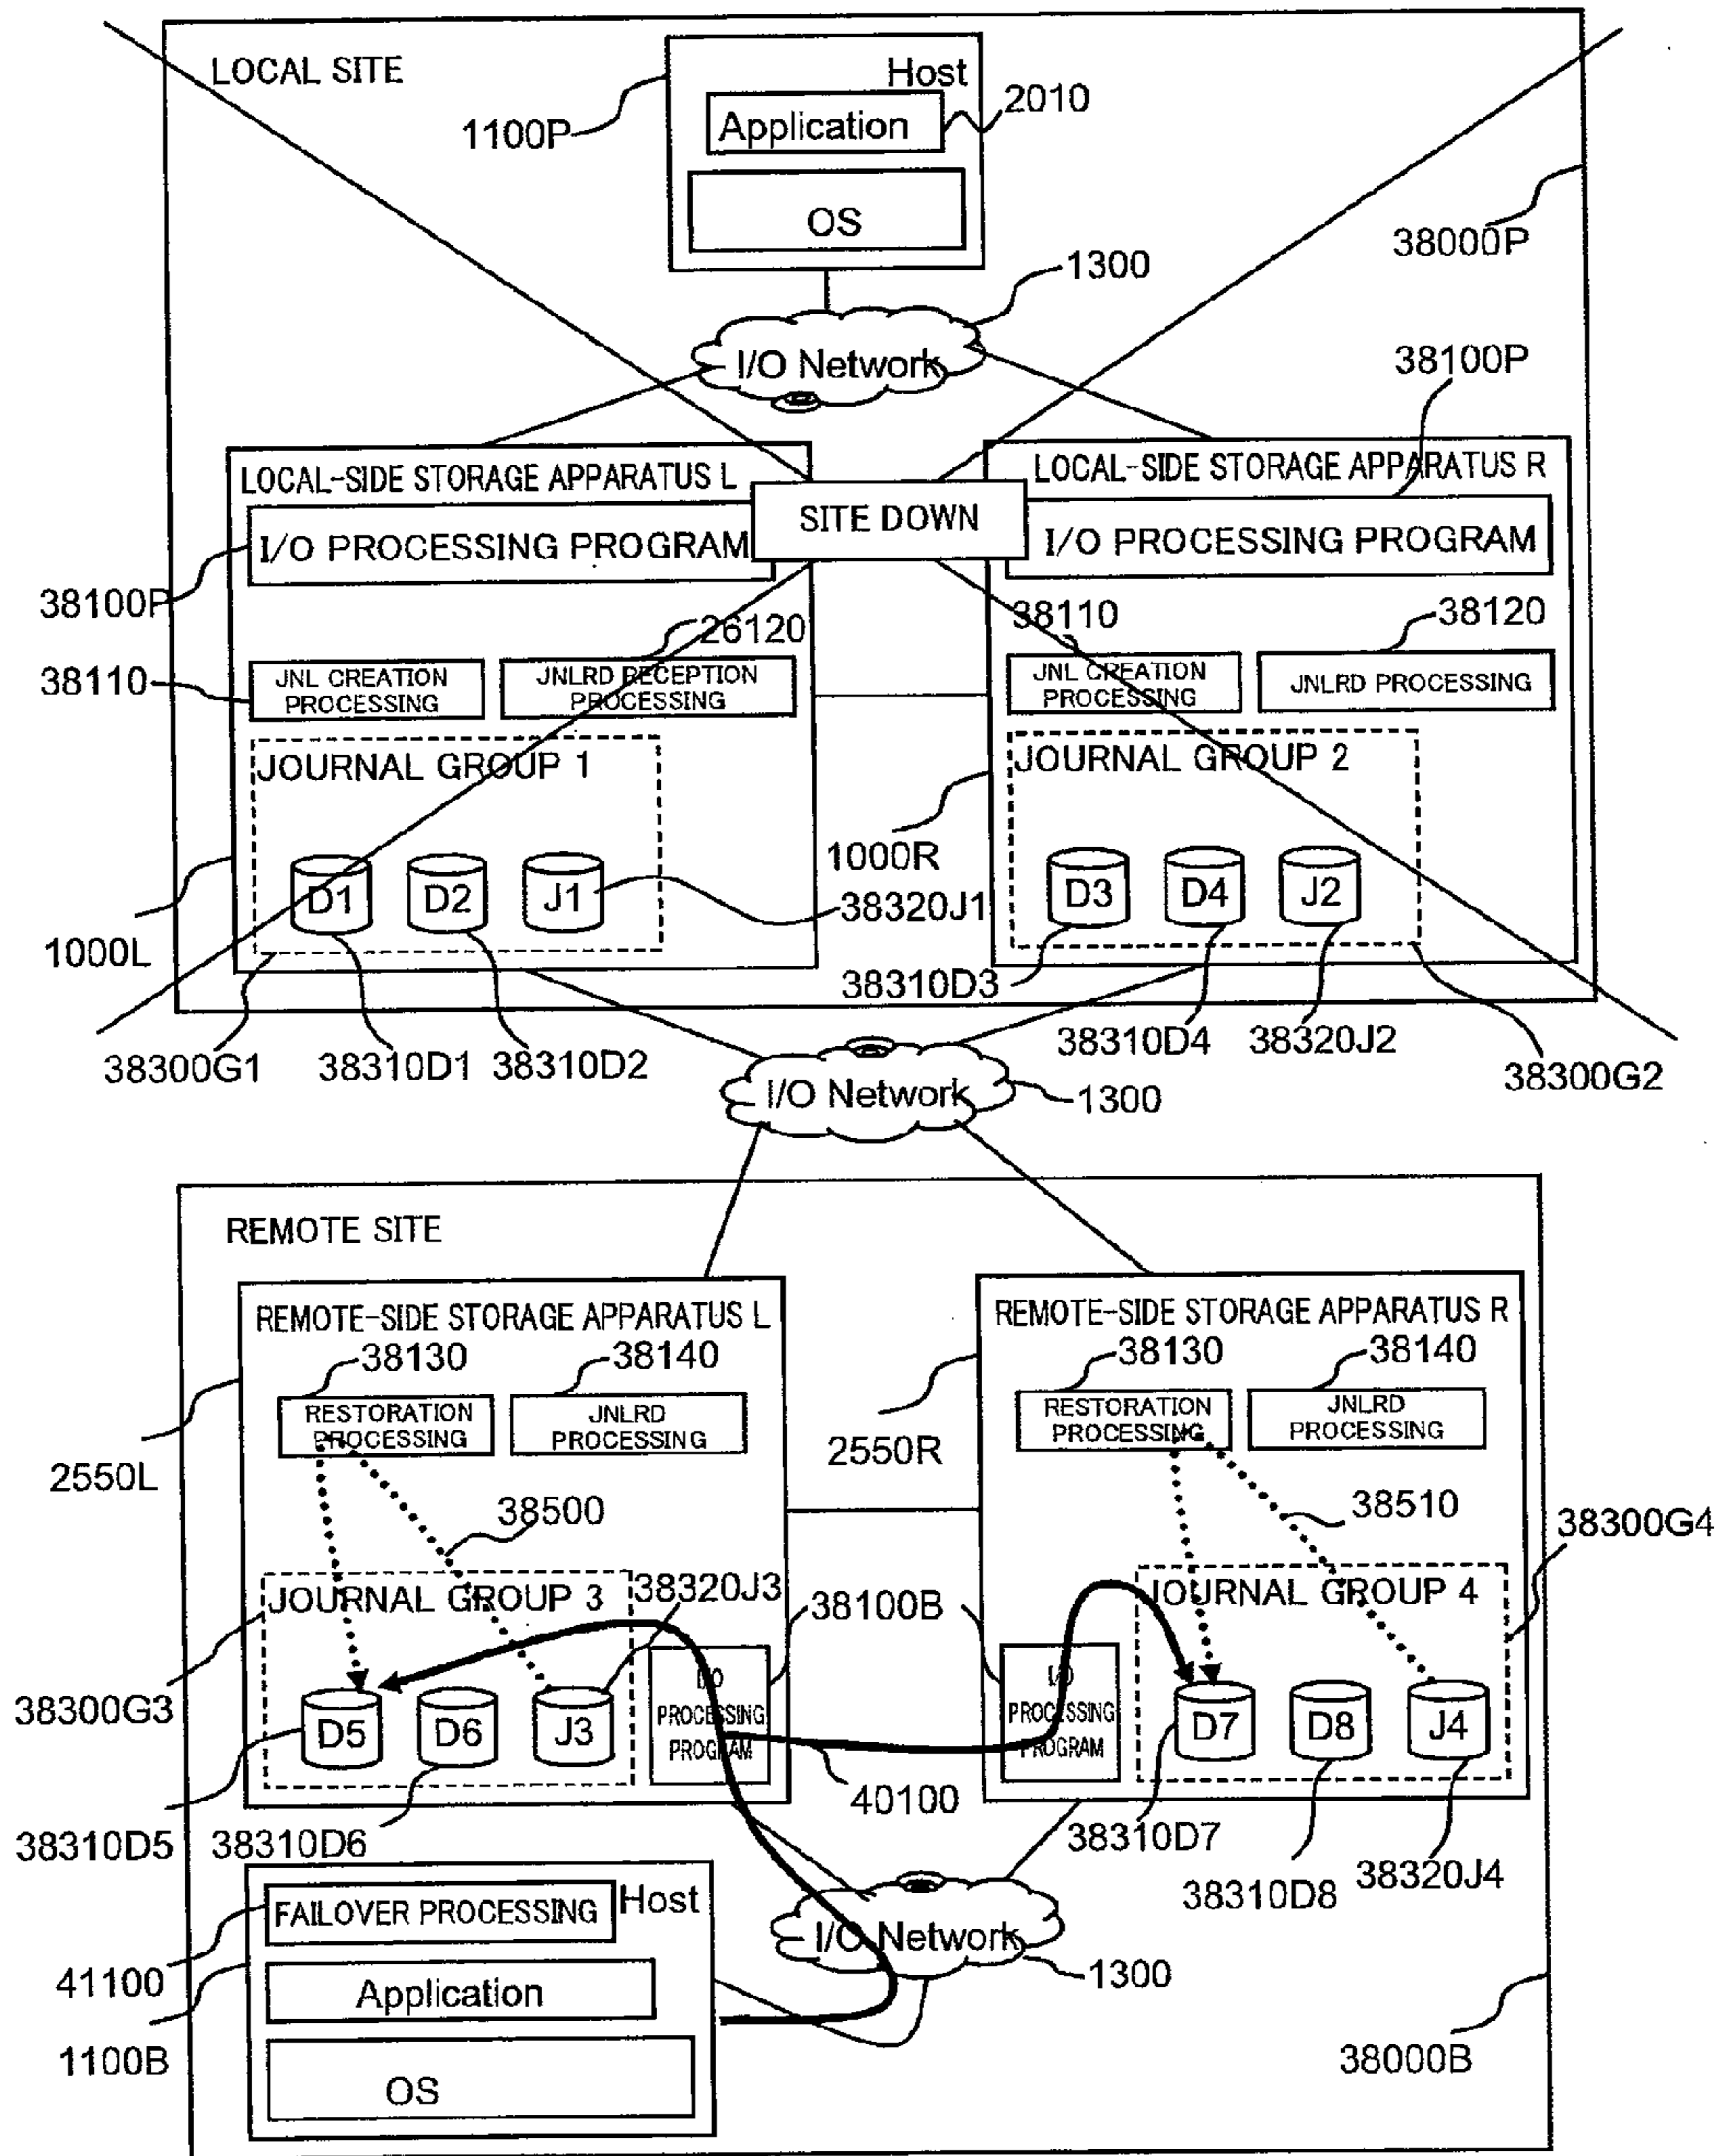 LOCAL SITE
Host
1100P
Application
2010
OS
38000P
1300
I/O Network
38100P
LOCAL-SIDE STORAGE APPARATUS L
LOCAL-SIDE STORAGE APPARATUS R
SITE DOWN
I/O PROCESSING PROGRAM
I/O PROCESSING PROGRAM
38100P
26120
38110
38120
38110
JNL CREATION
PROCESSING
JNLRD RECEPTION
PROCESSING
JNL CREATION
PROCESSING
JNLRD PROCESSING
JOURNAL GROUP 1
JOURNAL GROUP 2
1000R
D1
D2
J1
38320J1
D3
D4
J2
1000L
38310D3
38300G1
38310D1
38310D2
38310D4
38320J2
38300G2
I/O Network
1300
REMOTE SITE
REMOTE-SIDE STORAGE APPARATUS L
REMOTE-SIDE STORAGE APPARATUS R
38130
38140
38130
38140
RESTORATION
PROCESSING
JNLRD
PROCESSING
RESTORATION
PROCESSING
JNLRD
PROCESSING
2550L
2550R
38500
38510
38300G4
JOURNAL GROUP 3
38320J3
38100B
JOURNAL GROUP 4
38300G3
D5
D6
J3
I/O
PROCESSING
PROGRAM
I/O
PROCESSING
PROGRAM
D7
D8
J4
40100
38310D5
38310D6
38310D7
38310D8
38320J4
FAILOVER PROCESSING
Host
I/O Network
1300
41100
Application
1100B
OS
38000B